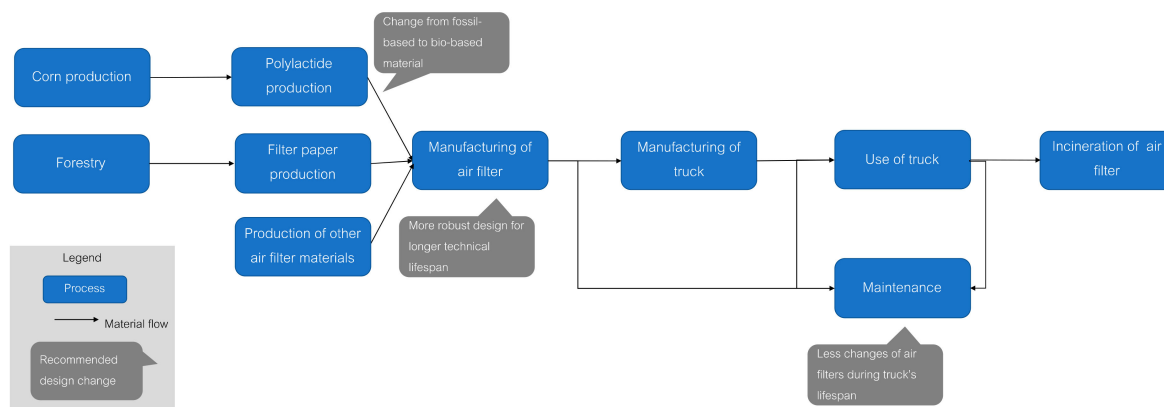 Change from fossil-
based to bio-based
material
Corn production
Polylactide
production
Forestry
Filter paper
production
Manufacturing of
air filter
Manufacturing of
truck
Use of truck
Incineration of air
filter
Production of other
air filter materials
More robust design for
longer technical
lifespan
Maintenance
Less changes of air
filters during truck's
lifespan
Legend
Process
Material flow
Recommended
design change